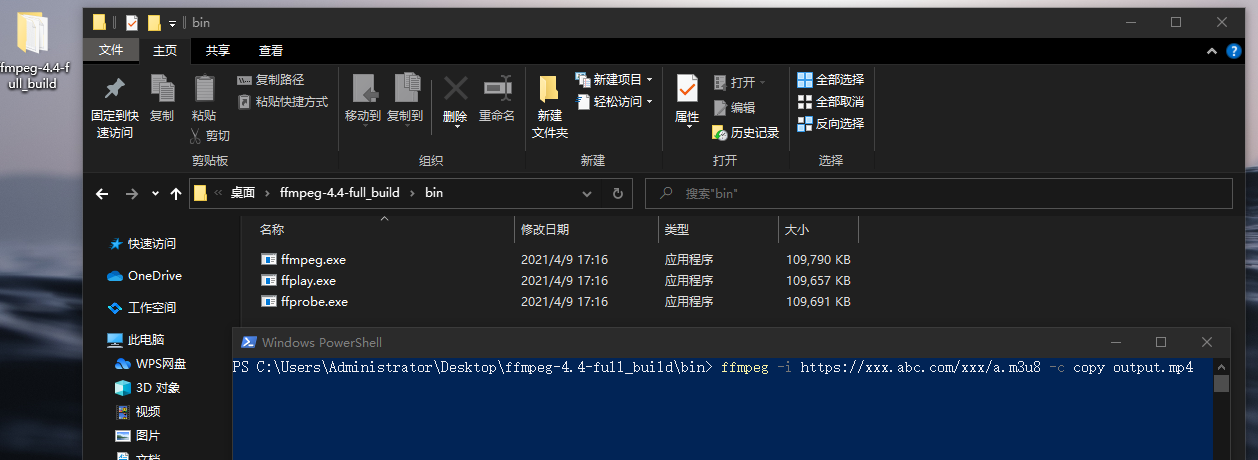 fmpeg-4.4-f
ull_build
bin
文件 主页 共享 查看
固定到快
速访问
复制
粘贴
复制路径
粘贴快捷方式
剪切
剪贴板
移动到 复制到
删除 重命名
组织
新建
文件夹
新建项目
轻松访问
新建
属性
打开
编辑
历史记录
打开
全部选择
全部取消
反向选择
选择
桌面 › ffmpeg-4.4-full_build › bin
搜索"bin"
名称 修改日期 类型 大小
ffmpeg.exe 2021/4/9 17:16 应用程序 109,790 KB
ffplay.exe 2021/4/9 17:16 应用程序 109,657 KB
ffprobe.exe 2021/4/9 17:16 应用程序 109,691 KB
快速访问
OneDrive
工作空间
此电脑
WPS网盘
3D 对象
视频
图片
文档
Windows PowerShell
PS C:\Users\Administrator\Desktop\ffmpeg-4.4-full_build\bin> ffmpeg -i https://xxx.abc.com/xxx/a.m3u8 -c copy output.mp4